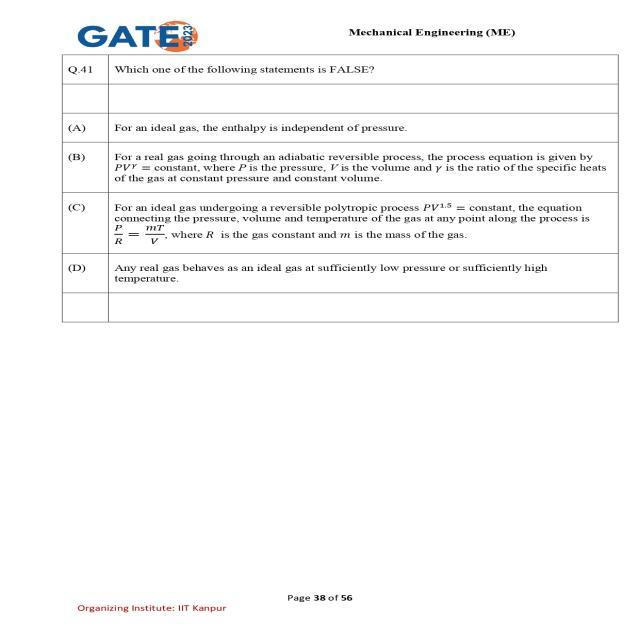 GATE 2023
Mechanical Engineering (ME)
Q.41 Which one of the following statements is FALSE?
(A) For an ideal gas, the enthalpy is independent of pressure.
(B) For a real gas going through an adiabatic reversible process, the process equation is given by
PV^γ = constant, where P is the pressure, V is the volume and γ is the ratio of the specific heats
of the gas at constant pressure and constant volume.
(C) For an ideal gas undergoing a reversible polytropic process PV^1.5 = constant, the equation
connecting the pressure, volume and temperature of the gas at any point along the process is
P/R = mT/V, where R is the gas constant and m is the mass of the gas.
(D) Any real gas behaves as an ideal gas at sufficiently low pressure or sufficiently high
temperature.
Page 38 of 56
Organizing Institute: IIT Kanpur